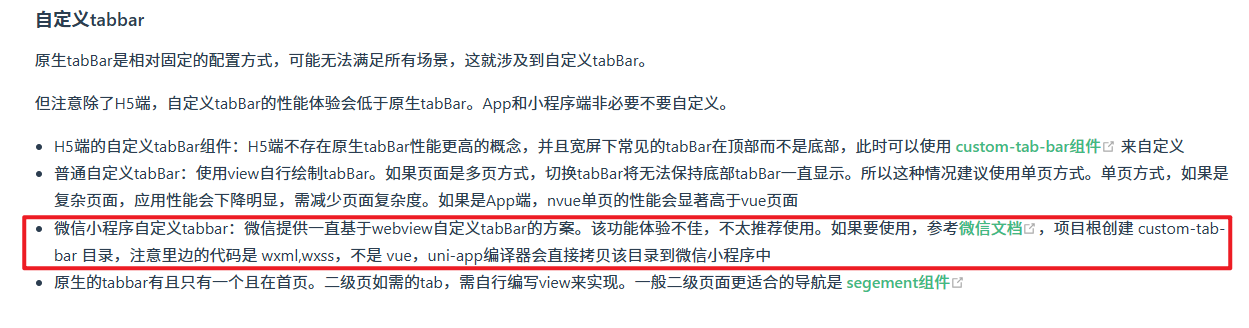 自定义tabbar
原生tabBar是相对固定的配置方式，可能无法满足所有场景，这就涉及到自定义tabBar。
但注意除了H5端，自定义tabBar的性能体验会低于原生tabBar。App和小程序端非必要不要自定义。
• H5端的自定义tabBar组件：H5端不存在原生tabBar性能更高的概念，并且宽屏下常见的tabBar在顶部而不是底部，此时可以使用 custom-tab-bar组件 来自定义
• 普通自定义tabBar：使用view自行绘制tabBar。如果页面是多页方式，切换tabBar将无法保持底部tabBar一直显示。所以这种情况建议使用单页方式。单页方式，如果是
复杂页面，应用性能会下降明显，需减少页面复杂度。如果是App端，nvue单页的性能会显著高于vue页面
• 微信小程序自定义tabbar：微信提供一直基于webview自定义tabBar的方案。该功能体验不佳，不太推荐使用。如果要使用，参考微信文档，项目根创建 custom-tab-
bar 目录，注意里边的代码是 wxml,wxss，不是 vue，uni-app编译器会直接拷贝该目录到微信小程序中
• 原生的tabbar有且只有一个且在首页。二级页如需的tab，需自行编写view来实现。一般二级页面更适合的导航是 segement组件